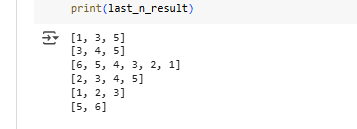 print(last_n_result)
[1, 3, 5]
[3, 4, 5]
[6, 5, 4, 3, 2, 1]
[2, 3, 4, 5]
[1, 2, 3]
[5, 6]